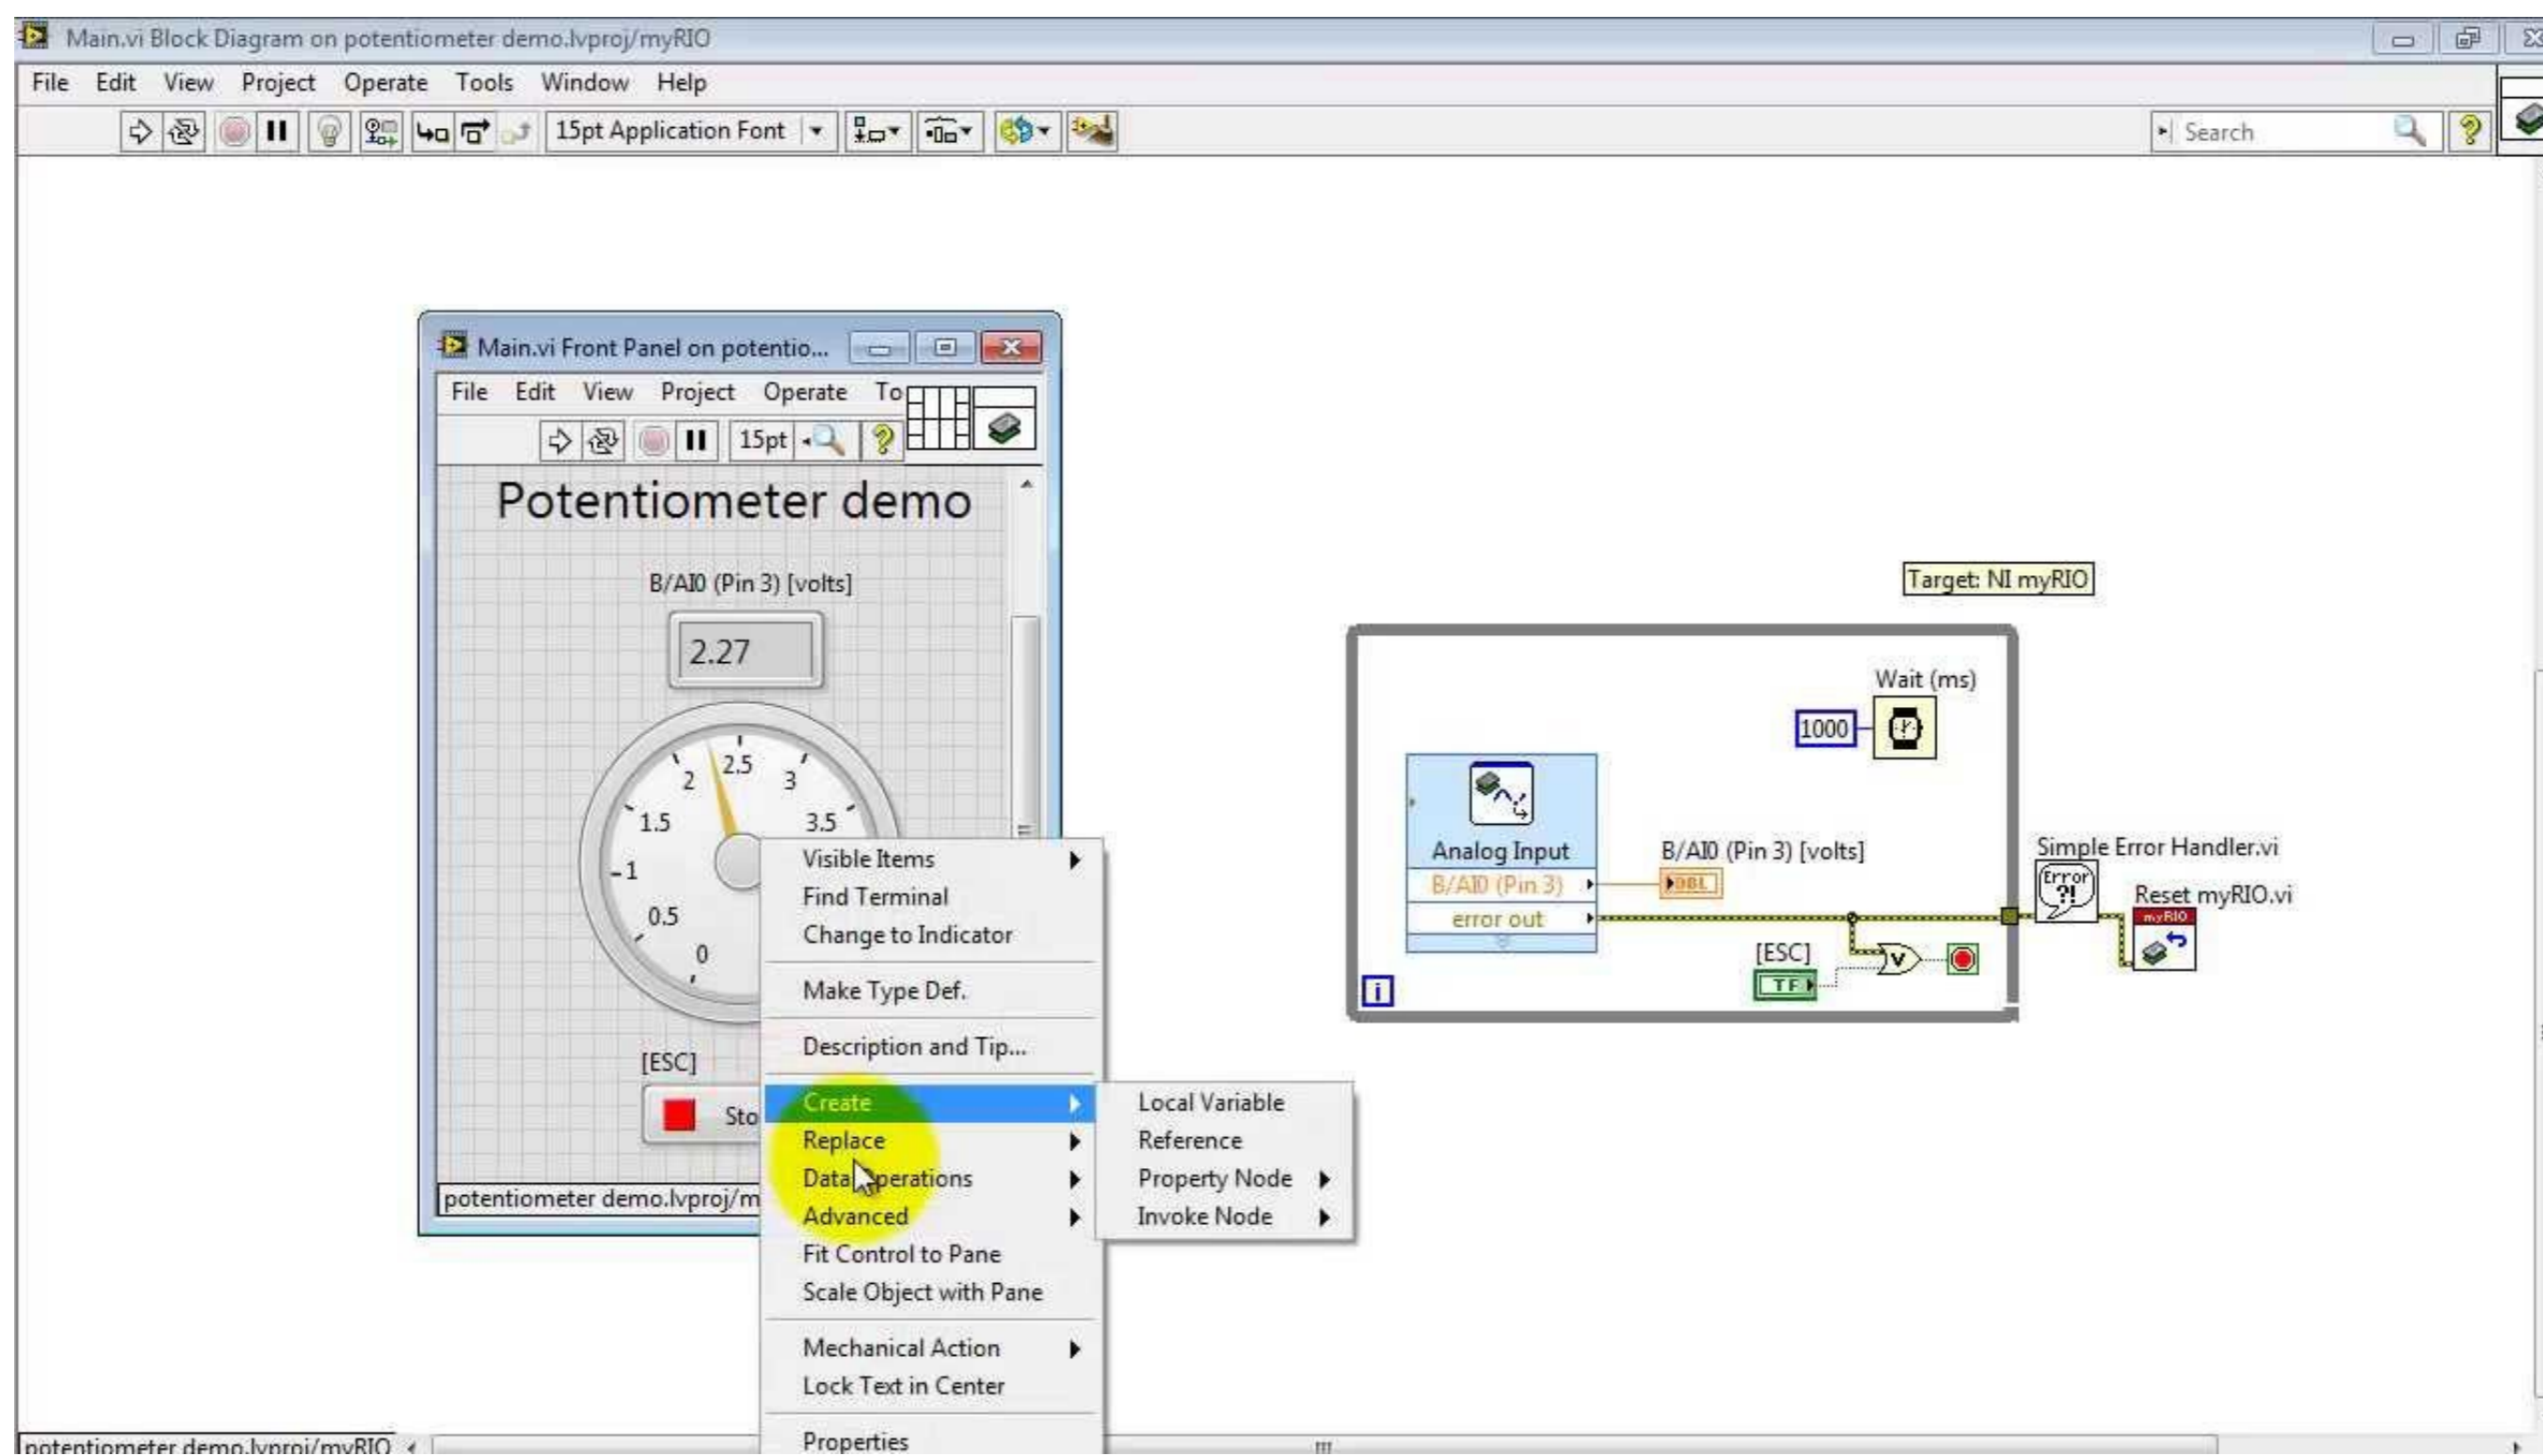 Main.vi Block Diagram on potentiometer demo.lvproj/myRIO
File Edit View Project Operate Tools Window Help
15pt Application Font
Search
Main.vi Front Panel on potentio...
File Edit View Project Operate To
15pt
Potentiometer demo
B/AI0 (Pin 3) [volts]
2.27
2.5
2
3
1.5
3.5
1
0.5
0
[ESC]
Sto
potentiometer demo.lvproj/m
Visible Items
Find Terminal
Change to Indicator
Make Type Def.
Description and Tip...
Create
Replace
Data Operations
Advanced
Fit Control to Pane
Scale Object with Pane
Mechanical Action
Lock Text in Center
Properties
Local Variable
Reference
Property Node
Invoke Node
Target: NI myRIO
Wait (ms)
1000
Analog Input
B/AI0 (Pin 3)
error out
B/AI0 (Pin 3) [volts]
DBL
[ESC]
TF
V
i
Simple Error Handler.vi
Error
?!
Reset myRIO.vi
myRIO
potentiometer demo.lvproj/myRIO